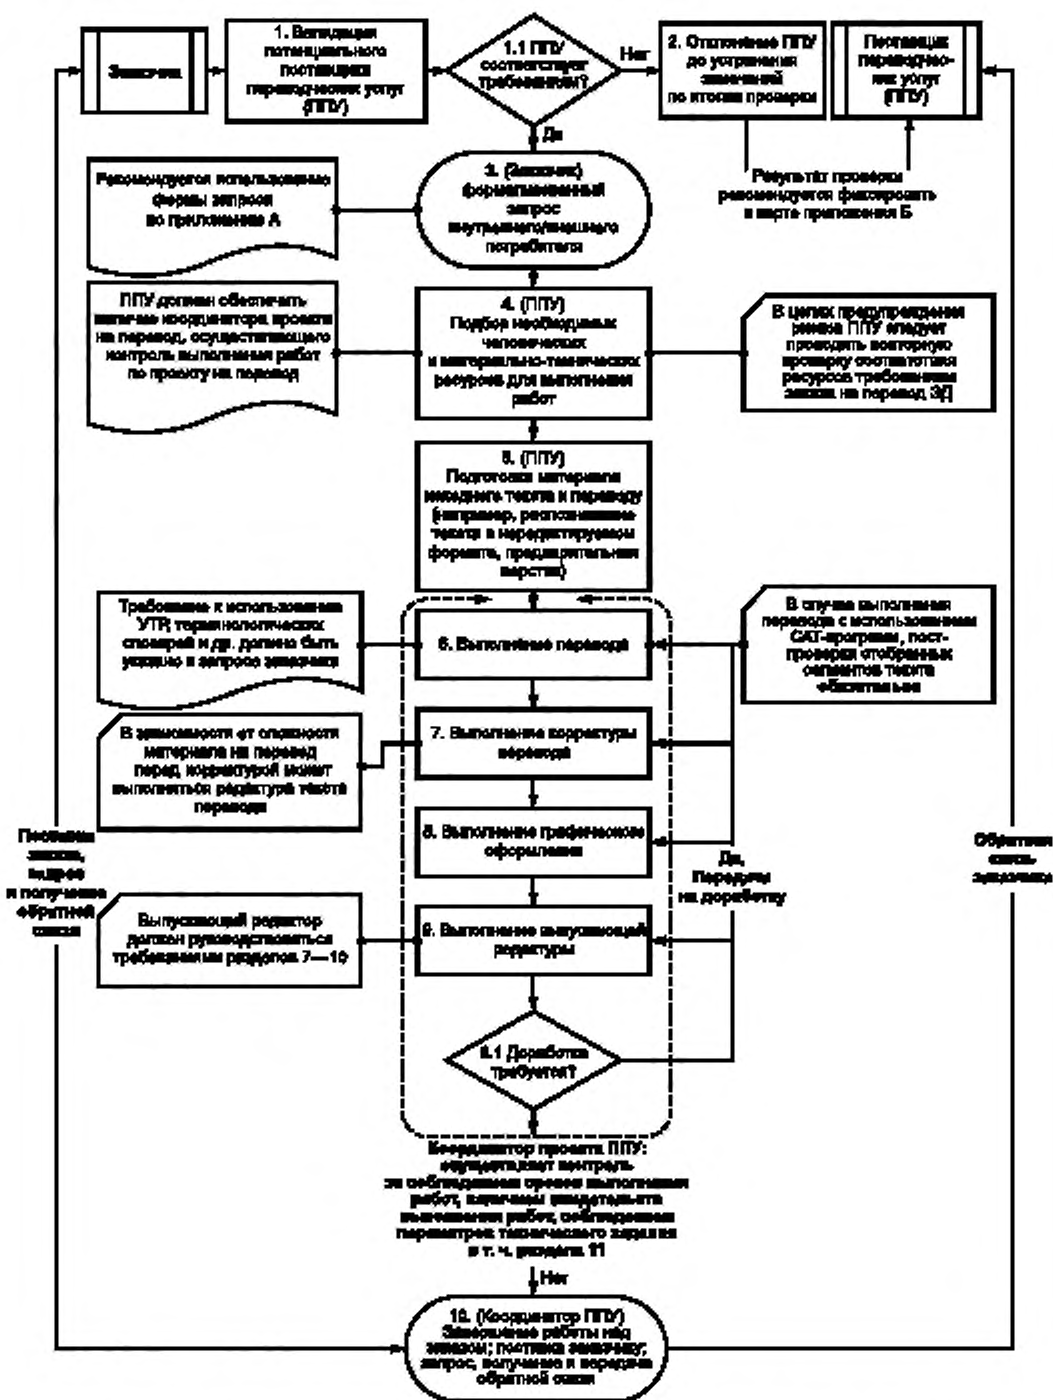 Заказчик
1. Валидация
потенциального
поставщика
переводческих услуг
(ППУ)
1.1 ППУ
соответствует
требованиям?
Нет
2. Отклонение ППУ
до устранения
замечаний
по итогам проверки
Поставщик
переводчес-
ких услуг
(ППУ)
Да
Результат проверки
рекомендуется фиксировать
в карте приложения Б
Рекомендуется использование
формы запроса
по приложению А
3. (Заказчик)
формализованный
запрос
внутреннего/внешнего
потребителя
ППУ должен обеспечить
наличие координатора проекта
на перевод, осуществляющего
контроль выполнения работ
по проекту на перевод
4. (ППУ)
Подбор необходимых
человеческих
и материально-технических
ресурсов для выполнения
работ
В целях предупреждения
риска ППУ следует
проводить повторную
проверку соответствия
ресурсов требованиям
заказа на перевод ЭД
5. (ППУ)
Подготовка материала
исходного текста к переводу
(например, распознавание
текста в нередактируемом
формате, предварительная
верстка)
Требование к использованию
УТР, терминологических
словарей и др. должно быть
указано в запросе заказчика
6. Выполнение перевода
В случае выполнения
перевода с использованием
CAT-программ, пост-
проверка отобранных
сегментов текста
обязательна
В зависимости от сложности
материала на перевод
перед корректурой может
выполняться редактура текста
перевода
7. Выполнение корректуры
перевода
8. Выполнение графического
оформления
Да,
Передача
на доработку
Поставка
заказа,
и получение
обратной
связи
Обратная
связь
заказчика
Выпускающий редактор
должен руководствоваться
требованиями разделов 7—10
9. Выполнение выпускающей
редактуры
9.1 Доработка
требуется?
Координатор проекта ППУ:
осуществляет контроль
за соблюдением сроков выполнения
работ, наличием свидетельств
выполнения работ, соблюдением
параметров технического задания
в т. ч. раздела 11
Нет
10. (Координатор ППУ)
Завершение работы над
заказом; поставка заказчику;
запрос, получение и передача
обратной связи